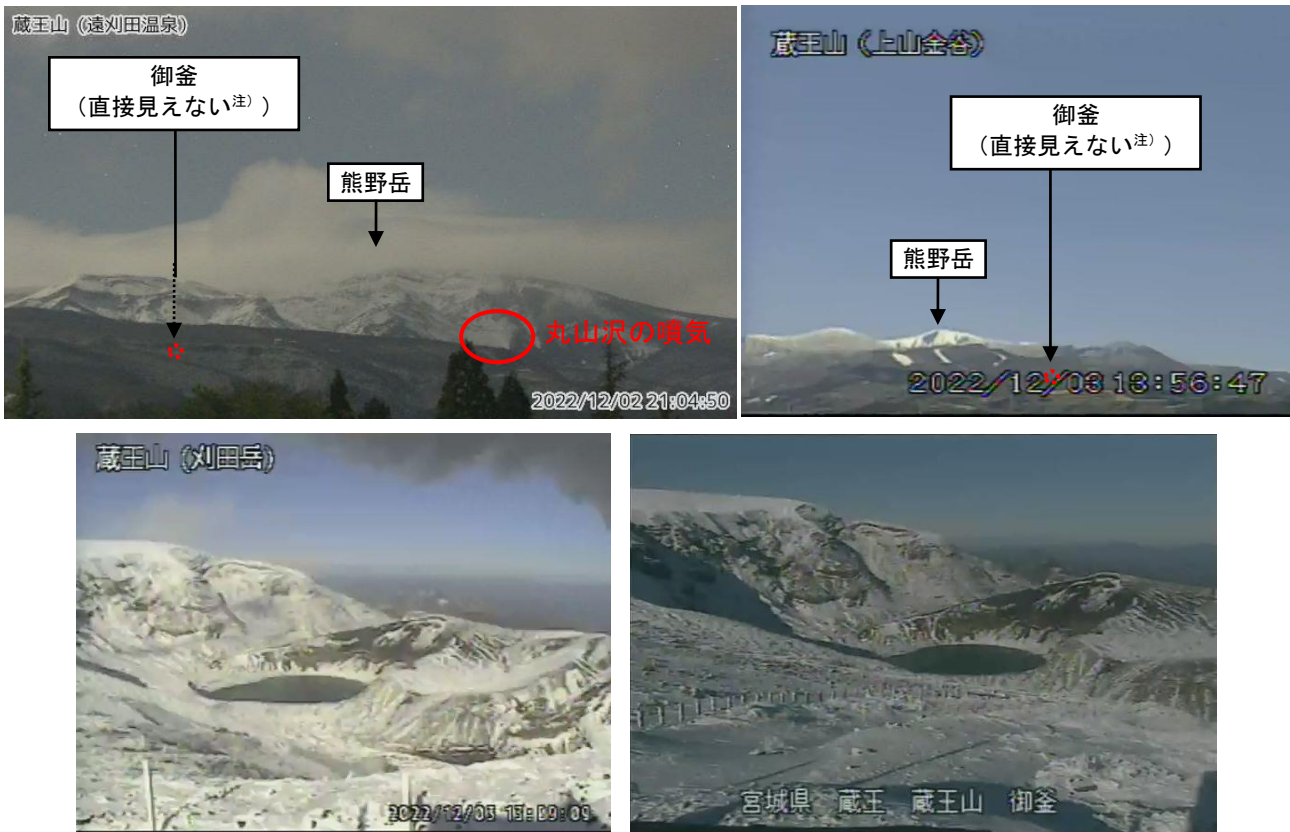 蔵王山 (遠刈田温泉)
御釜
(直接見えない注))
熊野岳
丸山沢の噴気
2022/12/02 21:04:50
蔵王山 (上山金谷)
御釜
(直接見えない注))
熊野岳
2022/12/03 13:56:47
蔵王山 (刈田岳)
2022/12/03
宮城県 蔵王 蔵王山 御釜